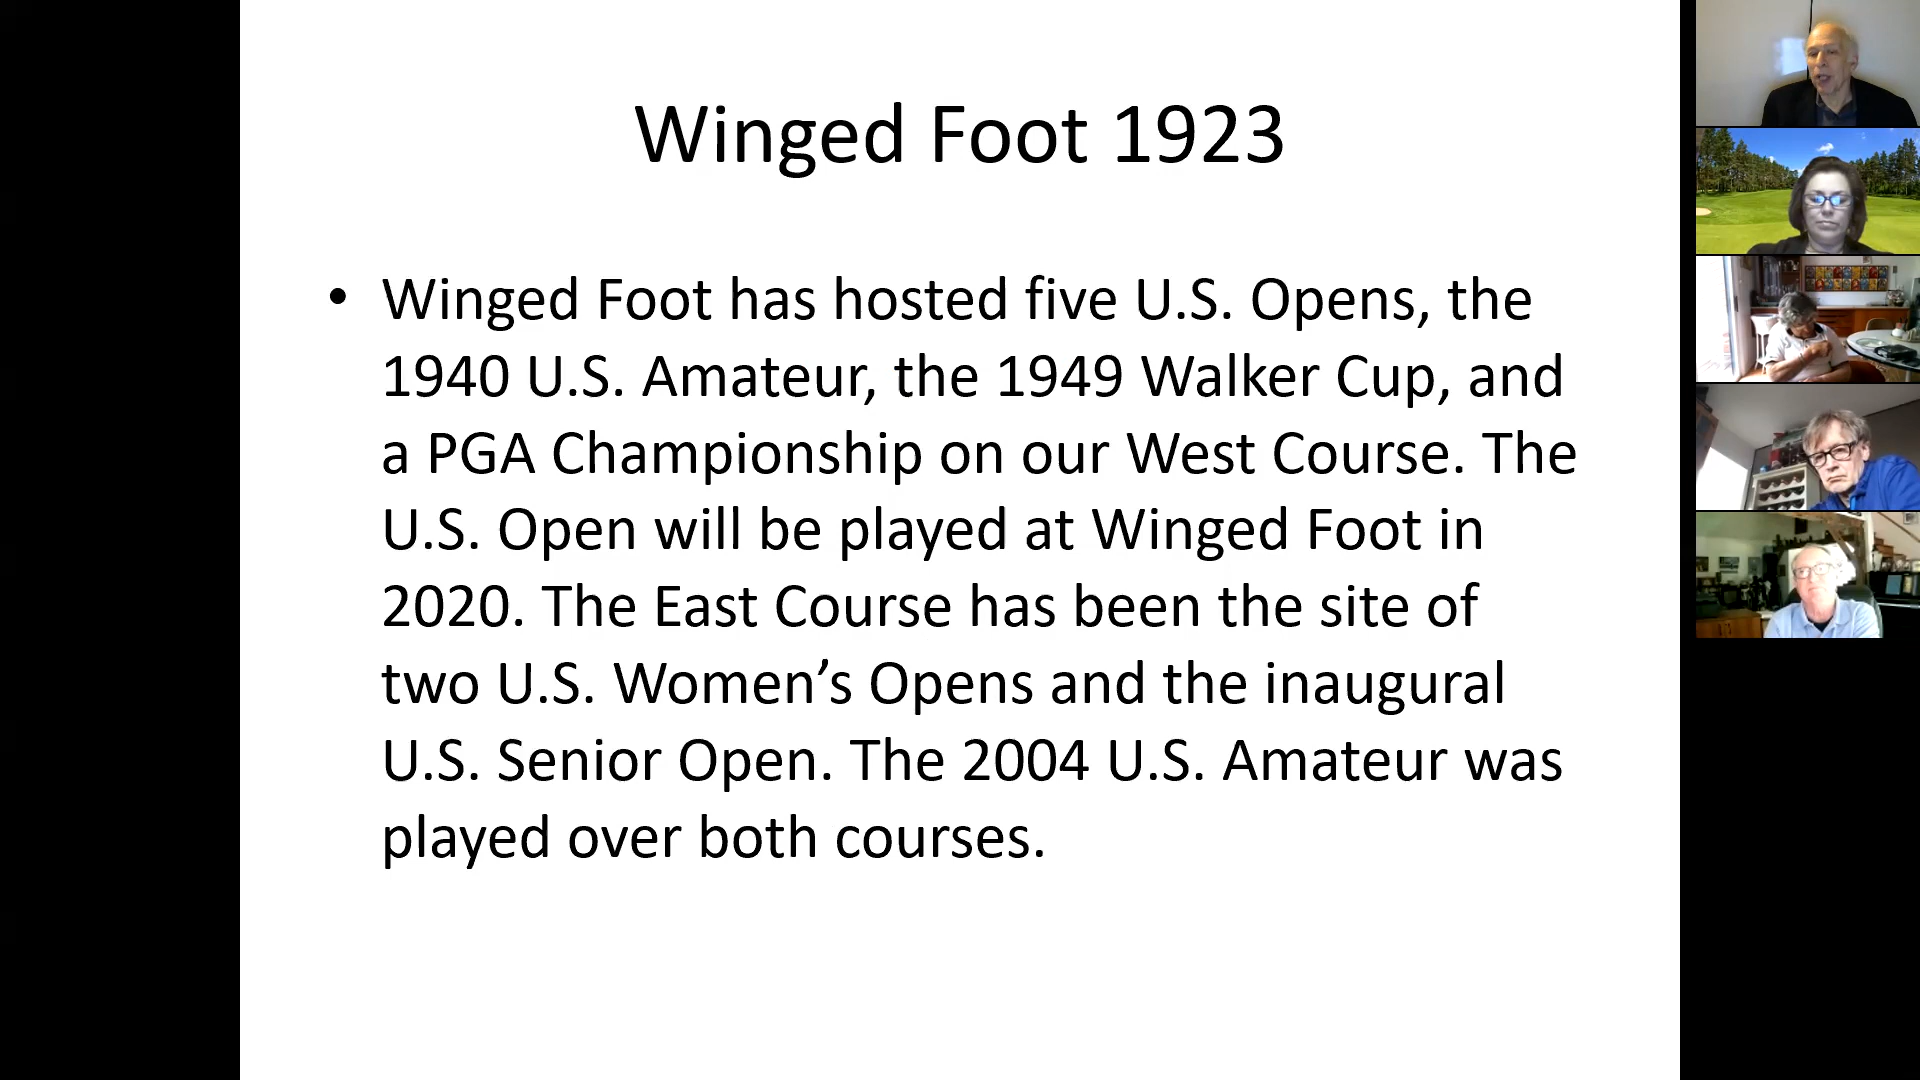 Winged Foot 1923
• Winged Foot has hosted five U.S. Opens, the
1940 U.S. Amateur, the 1949 Walker Cup, and
a PGA Championship on our West Course. The
U.S. Open will be played at Winged Foot in
2020. The East Course has been the site of
two U.S. Women’s Opens and the inaugural
U.S. Senior Open. The 2004 U.S. Amateur was
played over both courses.